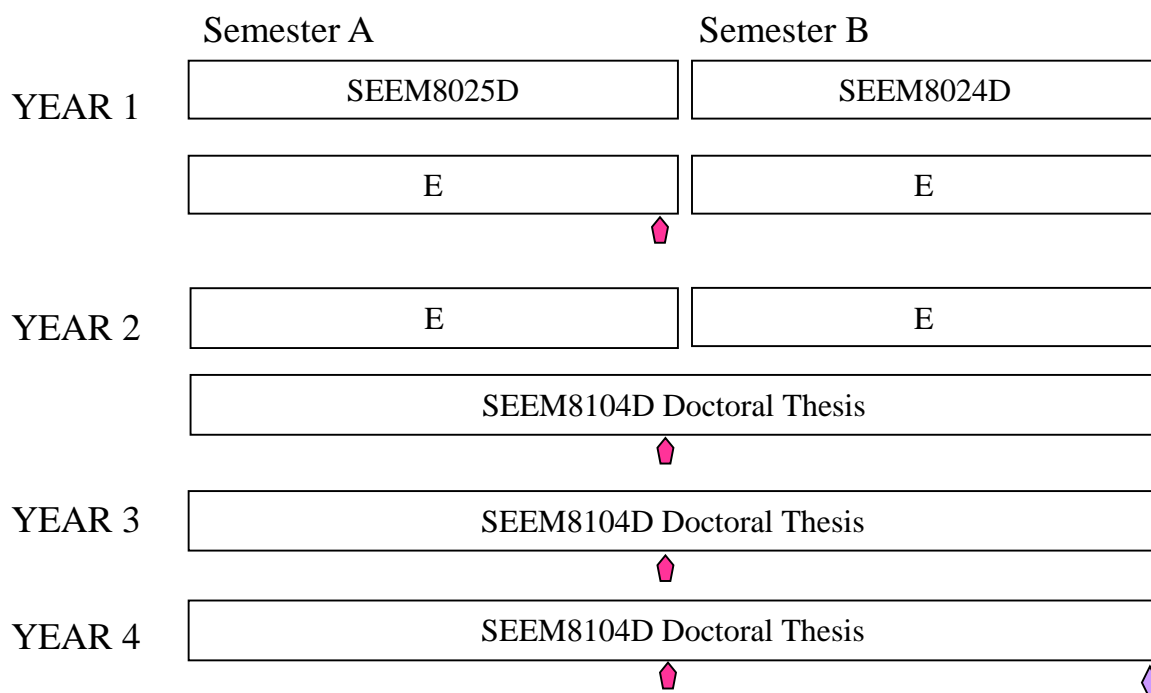 Semester A Semester B
YEAR 1 SEEM8025D SEEM8024D
E E
YEAR 2 E E
SEEM8104D Doctoral Thesis
YEAR 3 SEEM8104D Doctoral Thesis
YEAR 4 SEEM8104D Doctoral Thesis